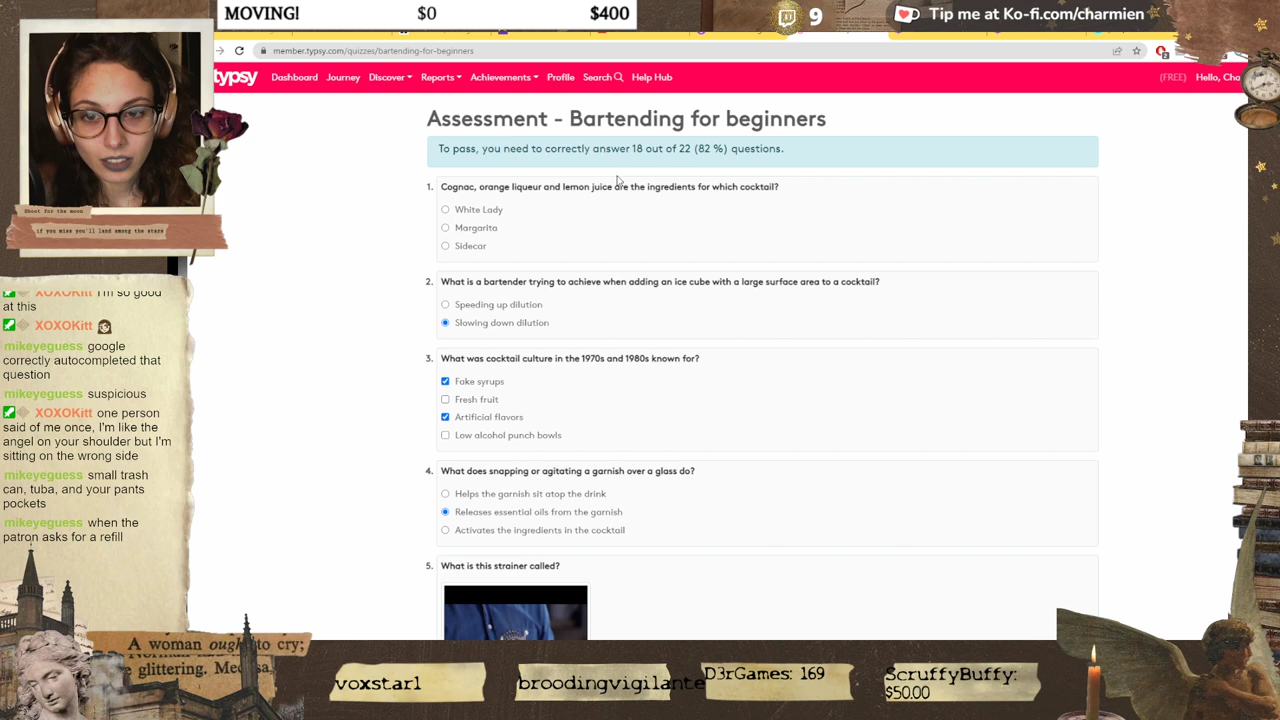 MOVING! $0 $400
9
Tip me at Ko-fi.com/charmien
member.typsy.com/quizzes/bartending-for-beginners
typsy Dashboard Journey Discover Reports Achievements Profile Search Help Hub (FREE) Hello, Cha
Shoot for the moon
if you miss you'll land among the stars
Assessment - Bartending for beginners
To pass, you need to correctly answer 18 out of 22 (82 %) questions.
1. Cognac, orange liqueur and lemon juice are the ingredients for which cocktail?
White Lady
Margarita
Sidecar
2. What is a bartender trying to achieve when adding an ice cube with a large surface area to a cocktail?
Speeding up dilution
Slowing down dilution
3. What was cocktail culture in the 1970s and 1980s known for?
Fake syrups
Fresh fruit
Artificial flavors
Low alcohol punch bowls
4. What does snapping or agitating a garnish over a glass do?
Helps the garnish sit atop the drink
Releases essential oils from the garnish
Activates the ingredients in the cocktail
5. What is this strainer called?
XOXOKitt I'm so good
at this
XOXOKitt
mikeyeguess google
correctly autocompleted that
question
mikeyeguess suspicious
XOXOKitt one person
said of me once, I'm like the
angel on your shoulder but I'm
sitting on the wrong side
mikeyeguess small trash
can, tuba, and your pants
pockets
mikeyeguess when the
patron asks for a refill
A woman ought to cry;
glittering.
voxstar1
broodingvigilante
D3rGames: 169
ScruffyBuffy:
$50.00